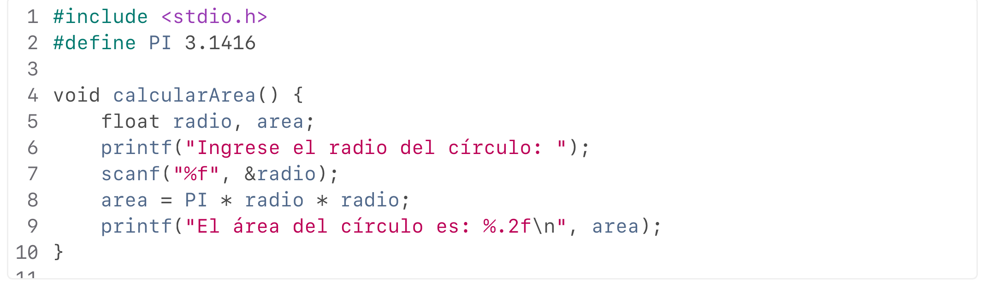 1 #include <stdio.h>
2 #define PI 3.1416
3
4 void calcularArea() {
5     float radio, area;
6     printf("Ingrese el radio del círculo: ");
7     scanf("%f", &radio);
8     area = PI * radio * radio;
9     printf("El área del círculo es: %.2f\n", area);
10 }
11